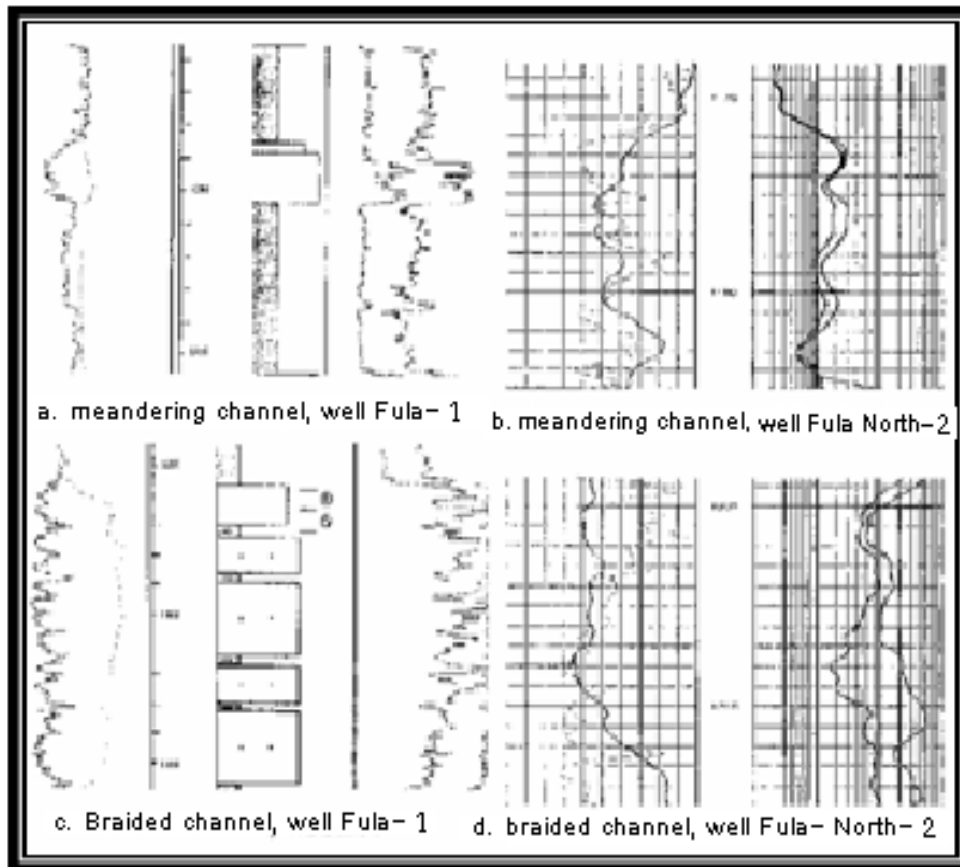 a. meandering channel, well Fula-1
b. meandering channel, well Fula North-2
c. Braided channel, well Fula-1
d. braided channel, well Fula-North-2